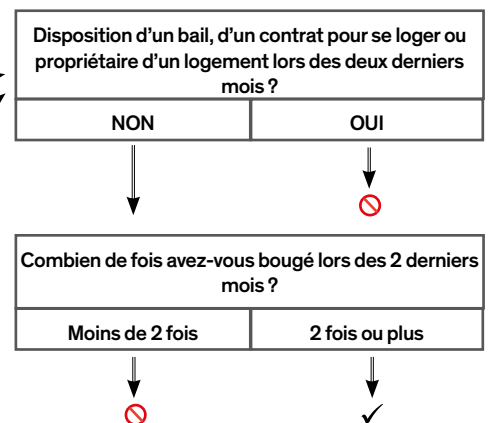 Disposition d’un bail, d’un contrat pour se loger ou
propriétaire d’un logement lors des deux derniers
mois ?
NON
OUI
Combien de fois avez-vous bougé lors des 2 derniers
mois ?
Moins de 2 fois
2 fois ou plus